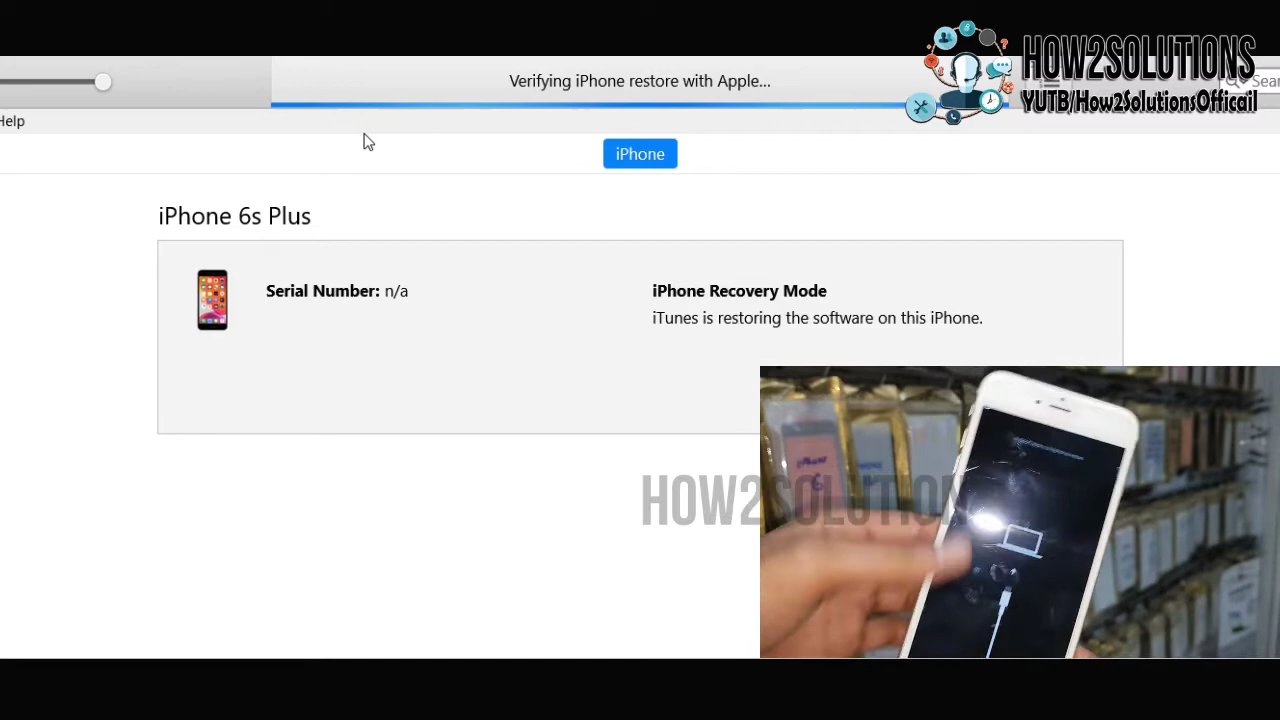 HOW2SOLUTIONS
YUTB/How2SolutionsOfficail
Verifying iPhone restore with Apple...
Help
iPhone
iPhone 6s Plus
Serial Number: n/a
iPhone Recovery Mode
iTunes is restoring the software on this iPhone.
HOW2SOLUTION